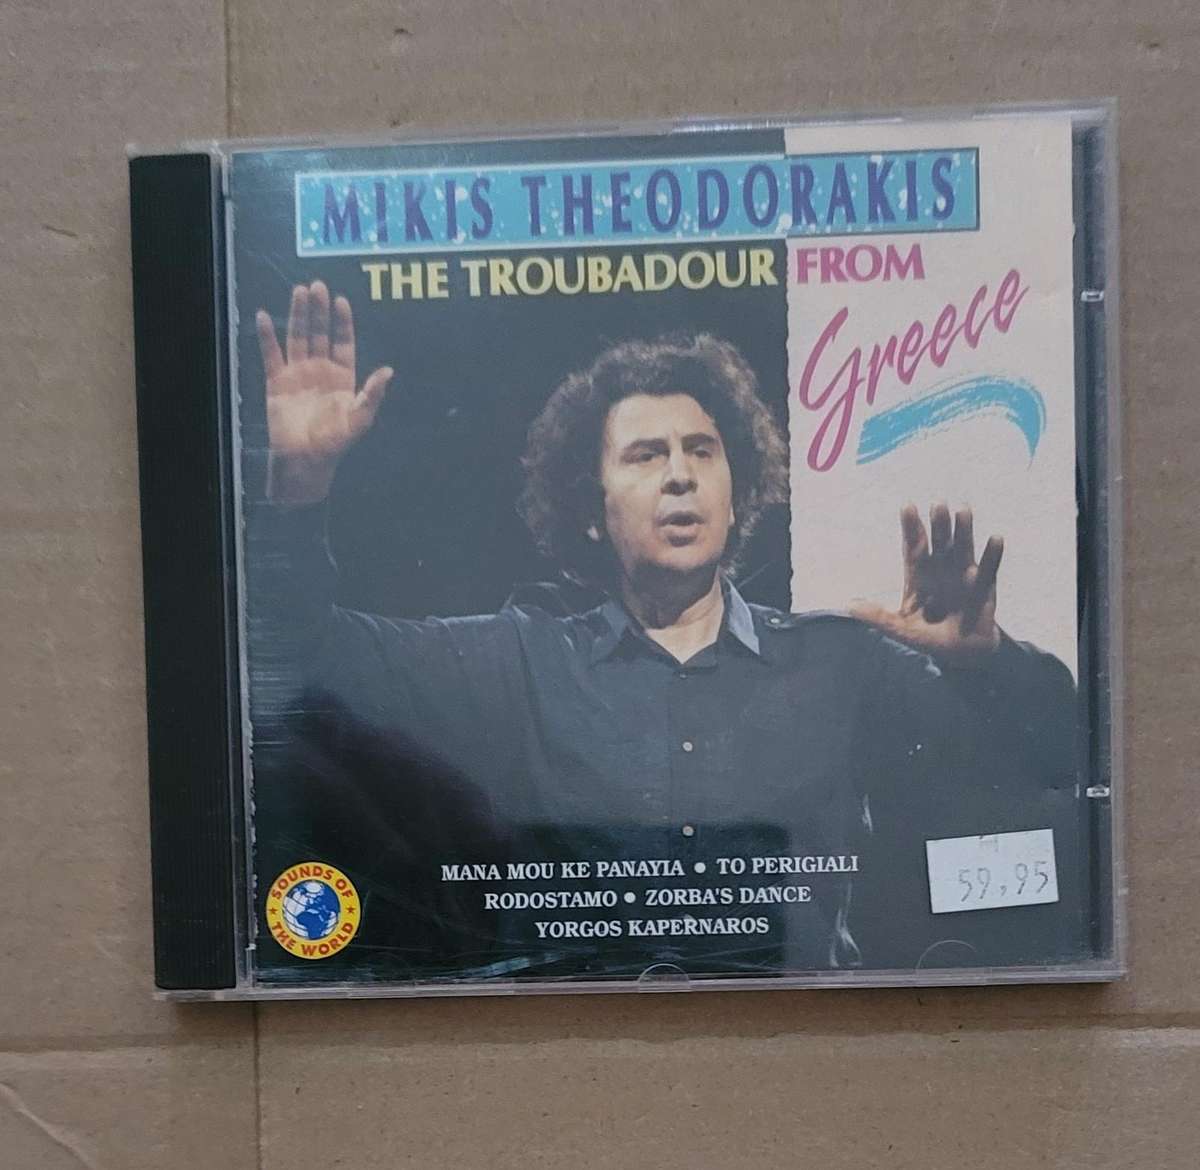 MIKIS THEODORAKIS
THE TROUBADOUR FROM
Greece
MANA MOU KE PANAYIA • TO PERIGIALI
RODOSTAMO • ZORBA'S DANCE
YORGOS KAPERNAROS
SOUNDS OF
THE WORLD
59,95